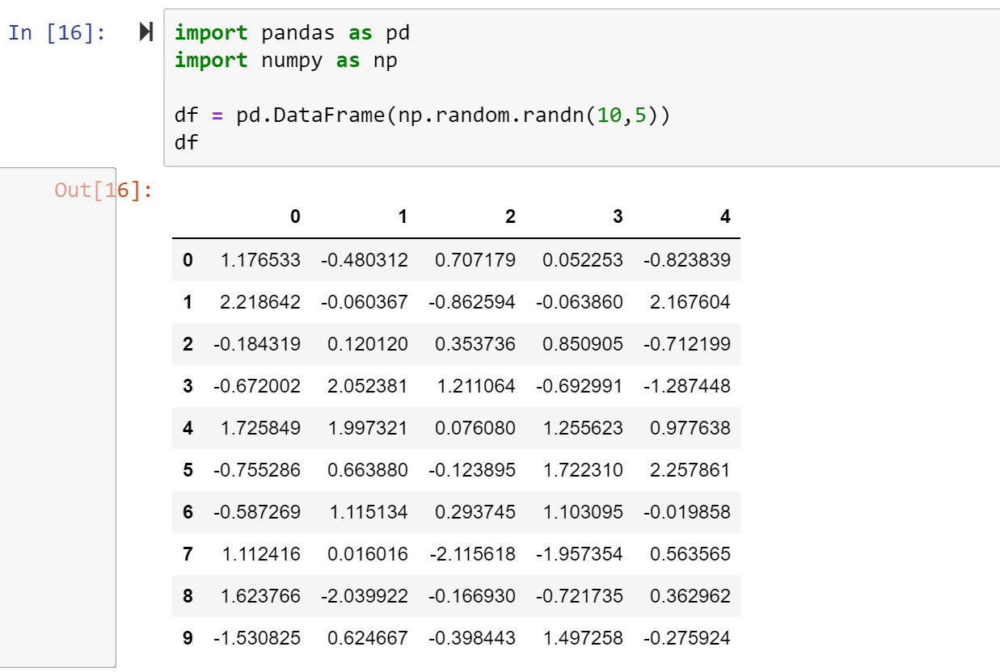 In [16]:
import pandas as pd
import numpy as np
df = pd.DataFrame(np.random.randn(10,5))
df
Out[16]:
0 1 2 3 4
0 1.176533 -0.480312 0.707179 0.052253 -0.823839
1 2.218642 -0.060367 -0.862594 -0.063860 2.167604
2 -0.184319 0.120120 0.353736 0.850905 -0.712199
3 -0.672002 2.052381 1.211064 -0.692991 -1.287448
4 1.725849 1.997321 0.076080 1.255623 0.977638
5 -0.755286 0.663880 -0.123895 1.722310 2.257861
6 -0.587269 1.115134 0.293745 1.103095 -0.019858
7 1.112416 0.016016 -2.115618 -1.957354 0.563565
8 1.623766 -2.039922 -0.166930 -0.721735 0.362962
9 -1.530825 0.624667 -0.398443 1.497258 -0.275924